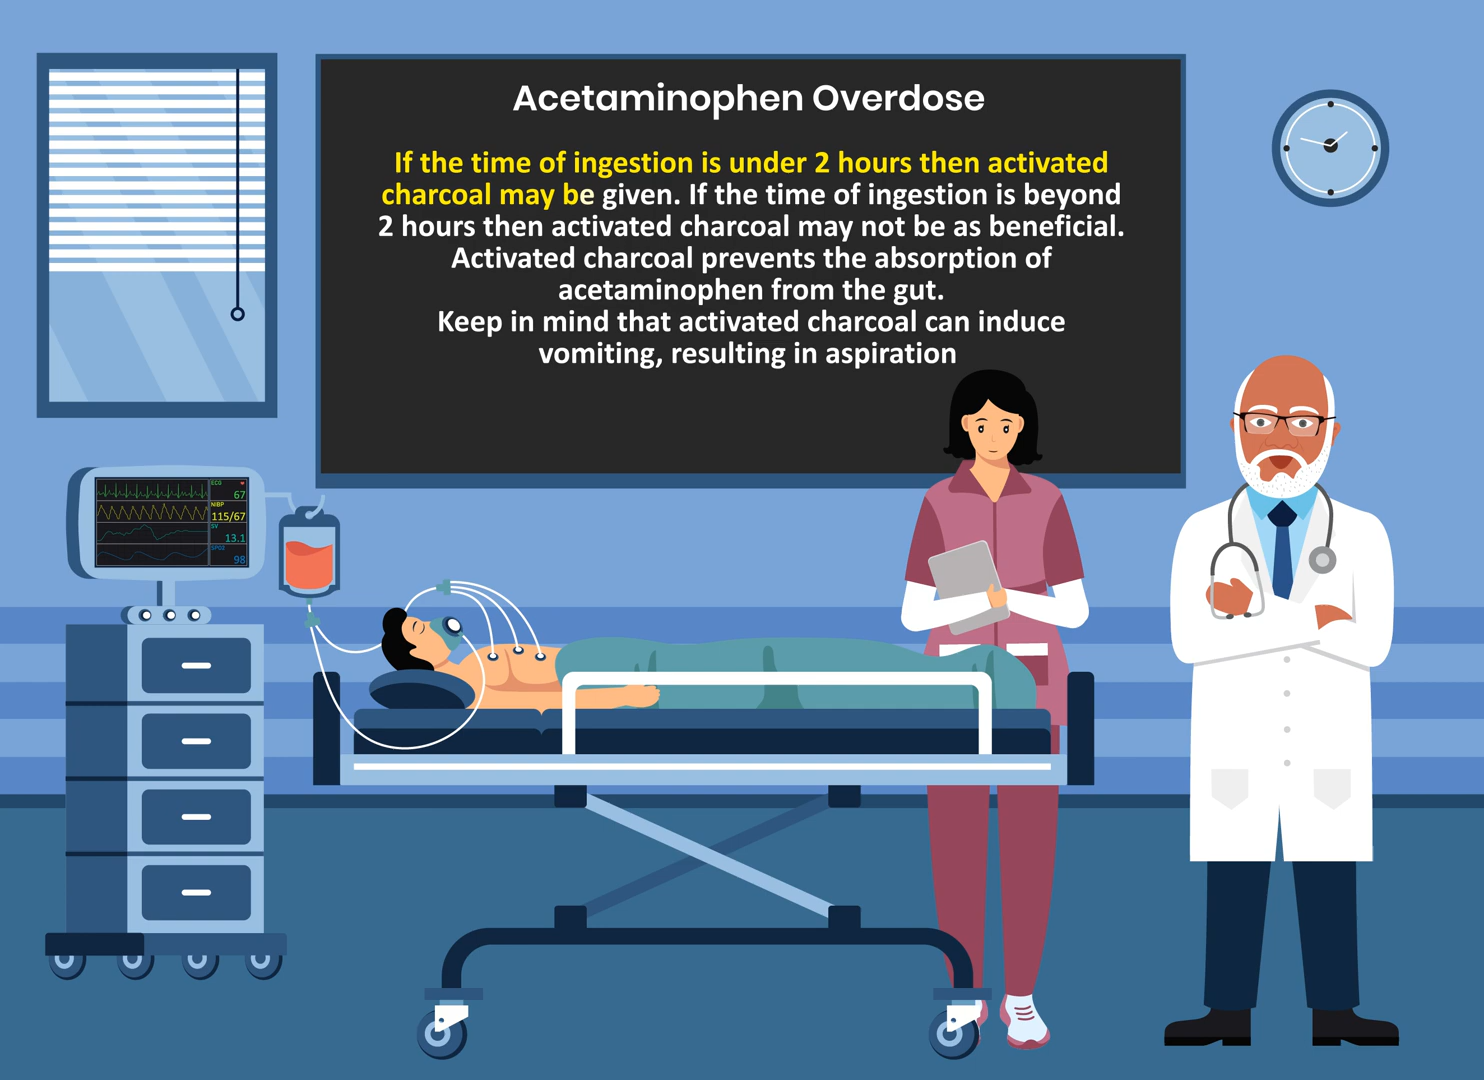 Acetaminophen Overdose
If the time of ingestion is under 2 hours then activated
charcoal may be given. If the time of ingestion is beyond
2 hours then activated charcoal may not be as beneficial.
Activated charcoal prevents the absorption of
acetaminophen from the gut.
Keep in mind that activated charcoal can induce
vomiting, resulting in aspiration
ECG
67
NIBP
115/67
SV
13.1
SPO2
98